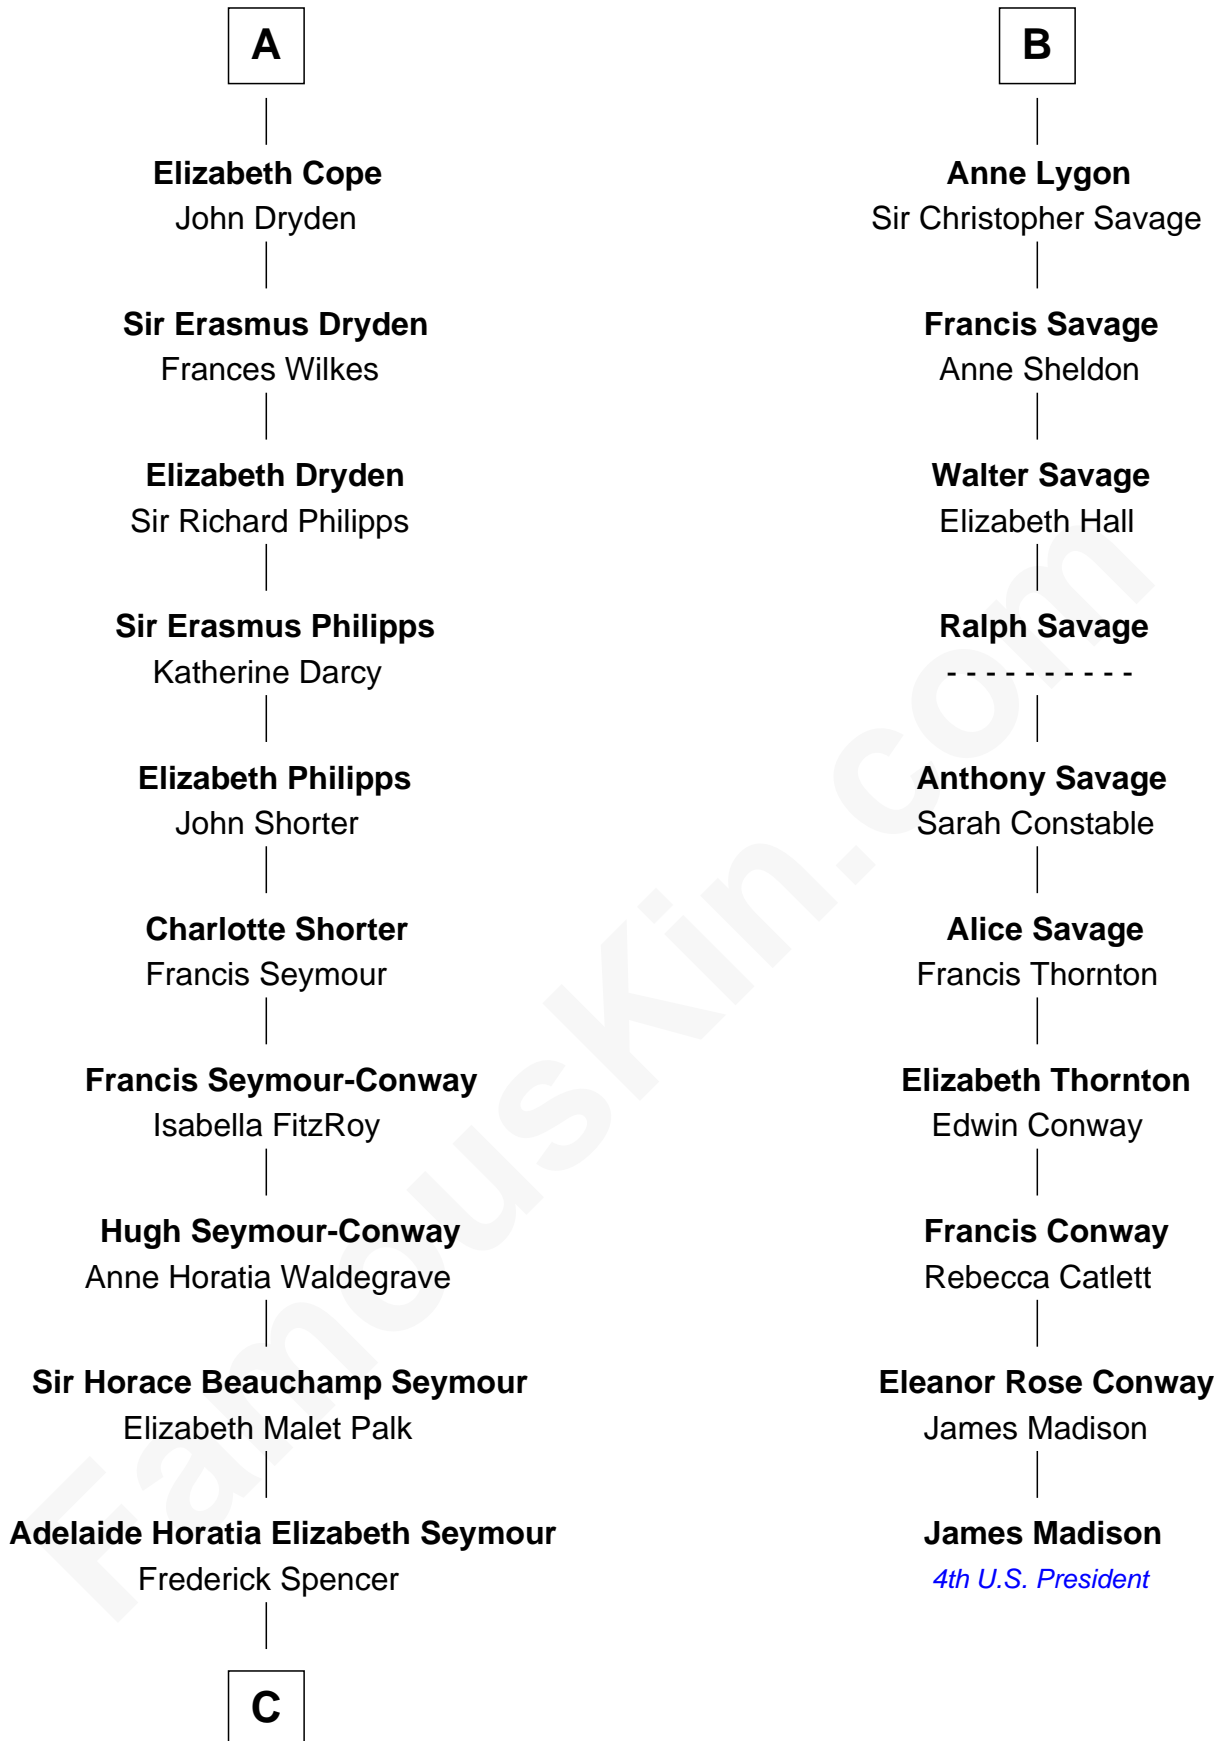 A
Elizabeth Cope
John Dryden
Sir Erasmus Dryden
Frances Wilkes
Elizabeth Dryden
Sir Richard Philipps
Sir Erasmus Philipps
Katherine Darcy
Elizabeth Philipps
John Shorter
Charlotte Shorter
Francis Seymour
Francis Seymour-Conway
Isabella FitzRoy
Hugh Seymour-Conway
Anne Horatia Waldegrave
Sir Horace Beauchamp Seymour
Elizabeth Malet Palk
Adelaide Horatia Elizabeth Seymour
Frederick Spencer
C
B
Anne Lygon
Sir Christopher Savage
Francis Savage
Anne Sheldon
Walter Savage
Elizabeth Hall
Ralph Savage
- - - - - - - - - -
Anthony Savage
Sarah Constable
Alice Savage
Francis Thornton
Elizabeth Thornton
Edwin Conway
Francis Conway
Rebecca Catlett
Eleanor Rose Conway
James Madison
James Madison
4th U.S. President
FamousKin.com